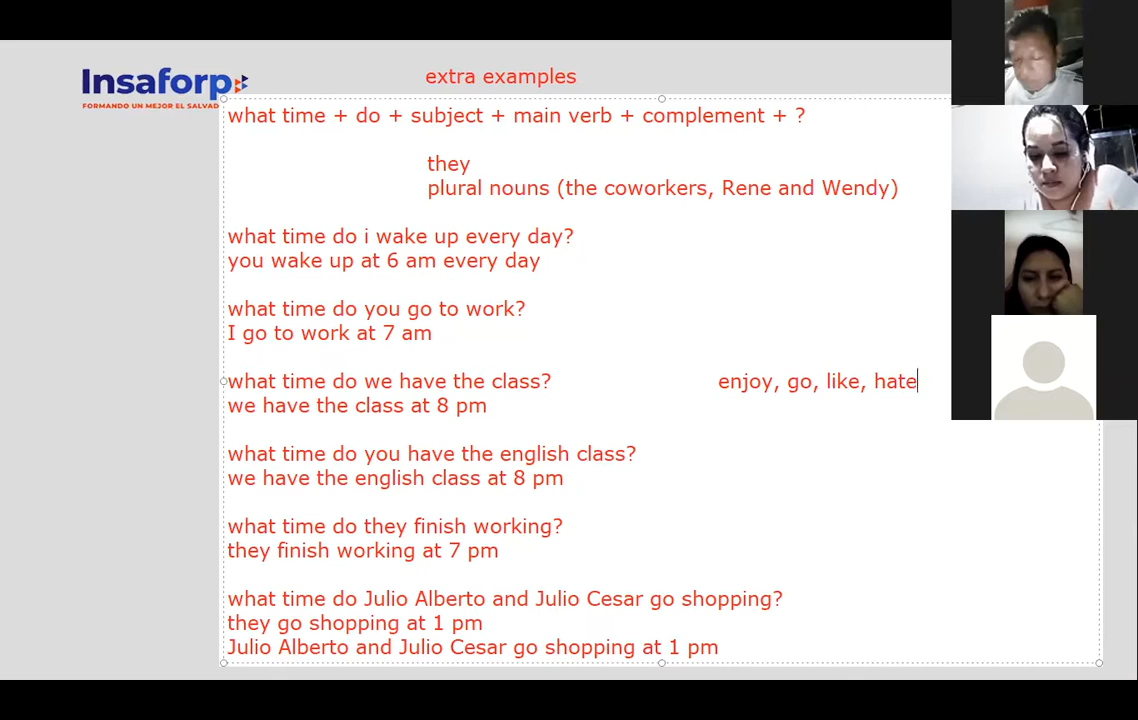 Insaforp
FORMANDO UN MEJOR EL SALVAD
extra examples
what time + do + subject + main verb + complement + ?
they
plural nouns (the coworkers, Rene and Wendy)
what time do i wake up every day?
you wake up at 6 am every day
what time do you go to work?
I go to work at 7 am
what time do we have the class? enjoy, go, like, hate
we have the class at 8 pm
what time do you have the english class?
we have the english class at 8 pm
what time do they finish working?
they finish working at 7 pm
what time do Julio Alberto and Julio Cesar go shopping?
they go shopping at 1 pm
Julio Alberto and Julio Cesar go shopping at 1 pm